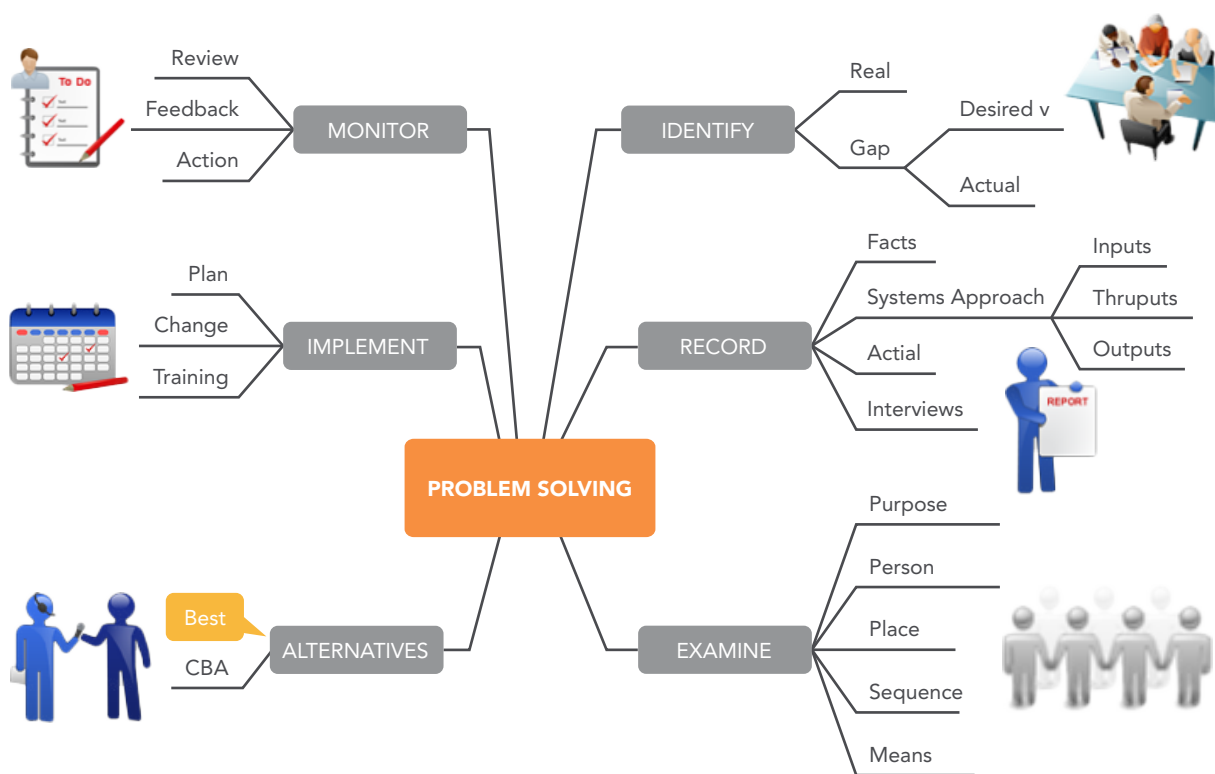 PROBLEM SOLVING
IDENTIFY
Real
Gap
Desired v
Actual
RECORD
Facts
Systems Approach
Inputs
Thruputs
Outputs
Actial
Interviews
REPORT
EXAMINE
Purpose
Person
Place
Sequence
Means
ALTERNATIVES
Best
CBA
IMPLEMENT
Plan
Change
Training
MONITOR
Review
Feedback
Action
To Do